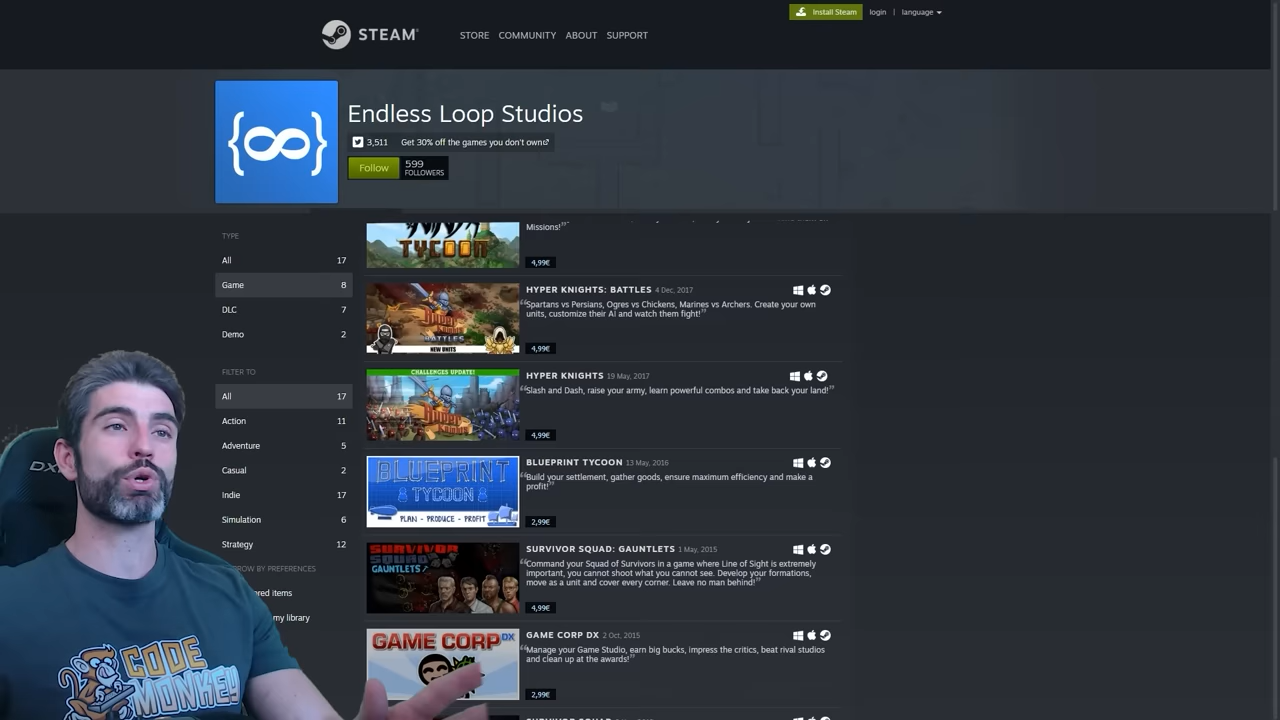 Install Steam login | language
STEAM®
STORE COMMUNITY ABOUT SUPPORT
Endless Loop Studios
3,511 Get 30% off the games you don't own
Follow 599
FOLLOWERS
TYPE
All 17
Game 8
DLC 7
Demo 2
FILTER TO
All 17
Action 11
Adventure 5
Casual 2
Indie 17
Simulation 6
Strategy 12
BY PREFERENCES
items
my library
TYCOON
Missions!”
4,99€
HYPER KNIGHTS: BATTLES 4 Dec, 2017
“Spartans vs Persians, Ogres vs Chickens, Marines vs Archers. Create your own
units, customize their AI and watch them fight!”
BATTLES
NEW UNITS
4,99€
CHALLENGES UPDATE!
HYPER KNIGHTS 19 May, 2017
“Slash and Dash, raise your army, learn powerful combos and take back your land!”
4,99€
BLUEPRINT
TYCOON
PLAN - PRODUCE - PROFIT
BLUEPRINT TYCOON 13 May, 2016
“Build your settlement, gather goods, ensure maximum efficiency and make a
profit!”
2,99€
SURVIVOR
SQUAD
GAUNTLETS
SURVIVOR SQUAD: GAUNTLETS 1 May, 2015
“Command your Squad of Survivors in a game where Line of Sight is extremely
important, you cannot shoot what you cannot see. Develop your formations,
move as a unit and cover every corner. Leave no man behind!”
4,99€
GAME CORP DX
GAME CORP DX 2 Oct, 2015
“Manage your Game Studio, earn big bucks, impress the critics, beat rival studios
and clean up at the awards!”
2,99€
DX
CODE
MONKEY